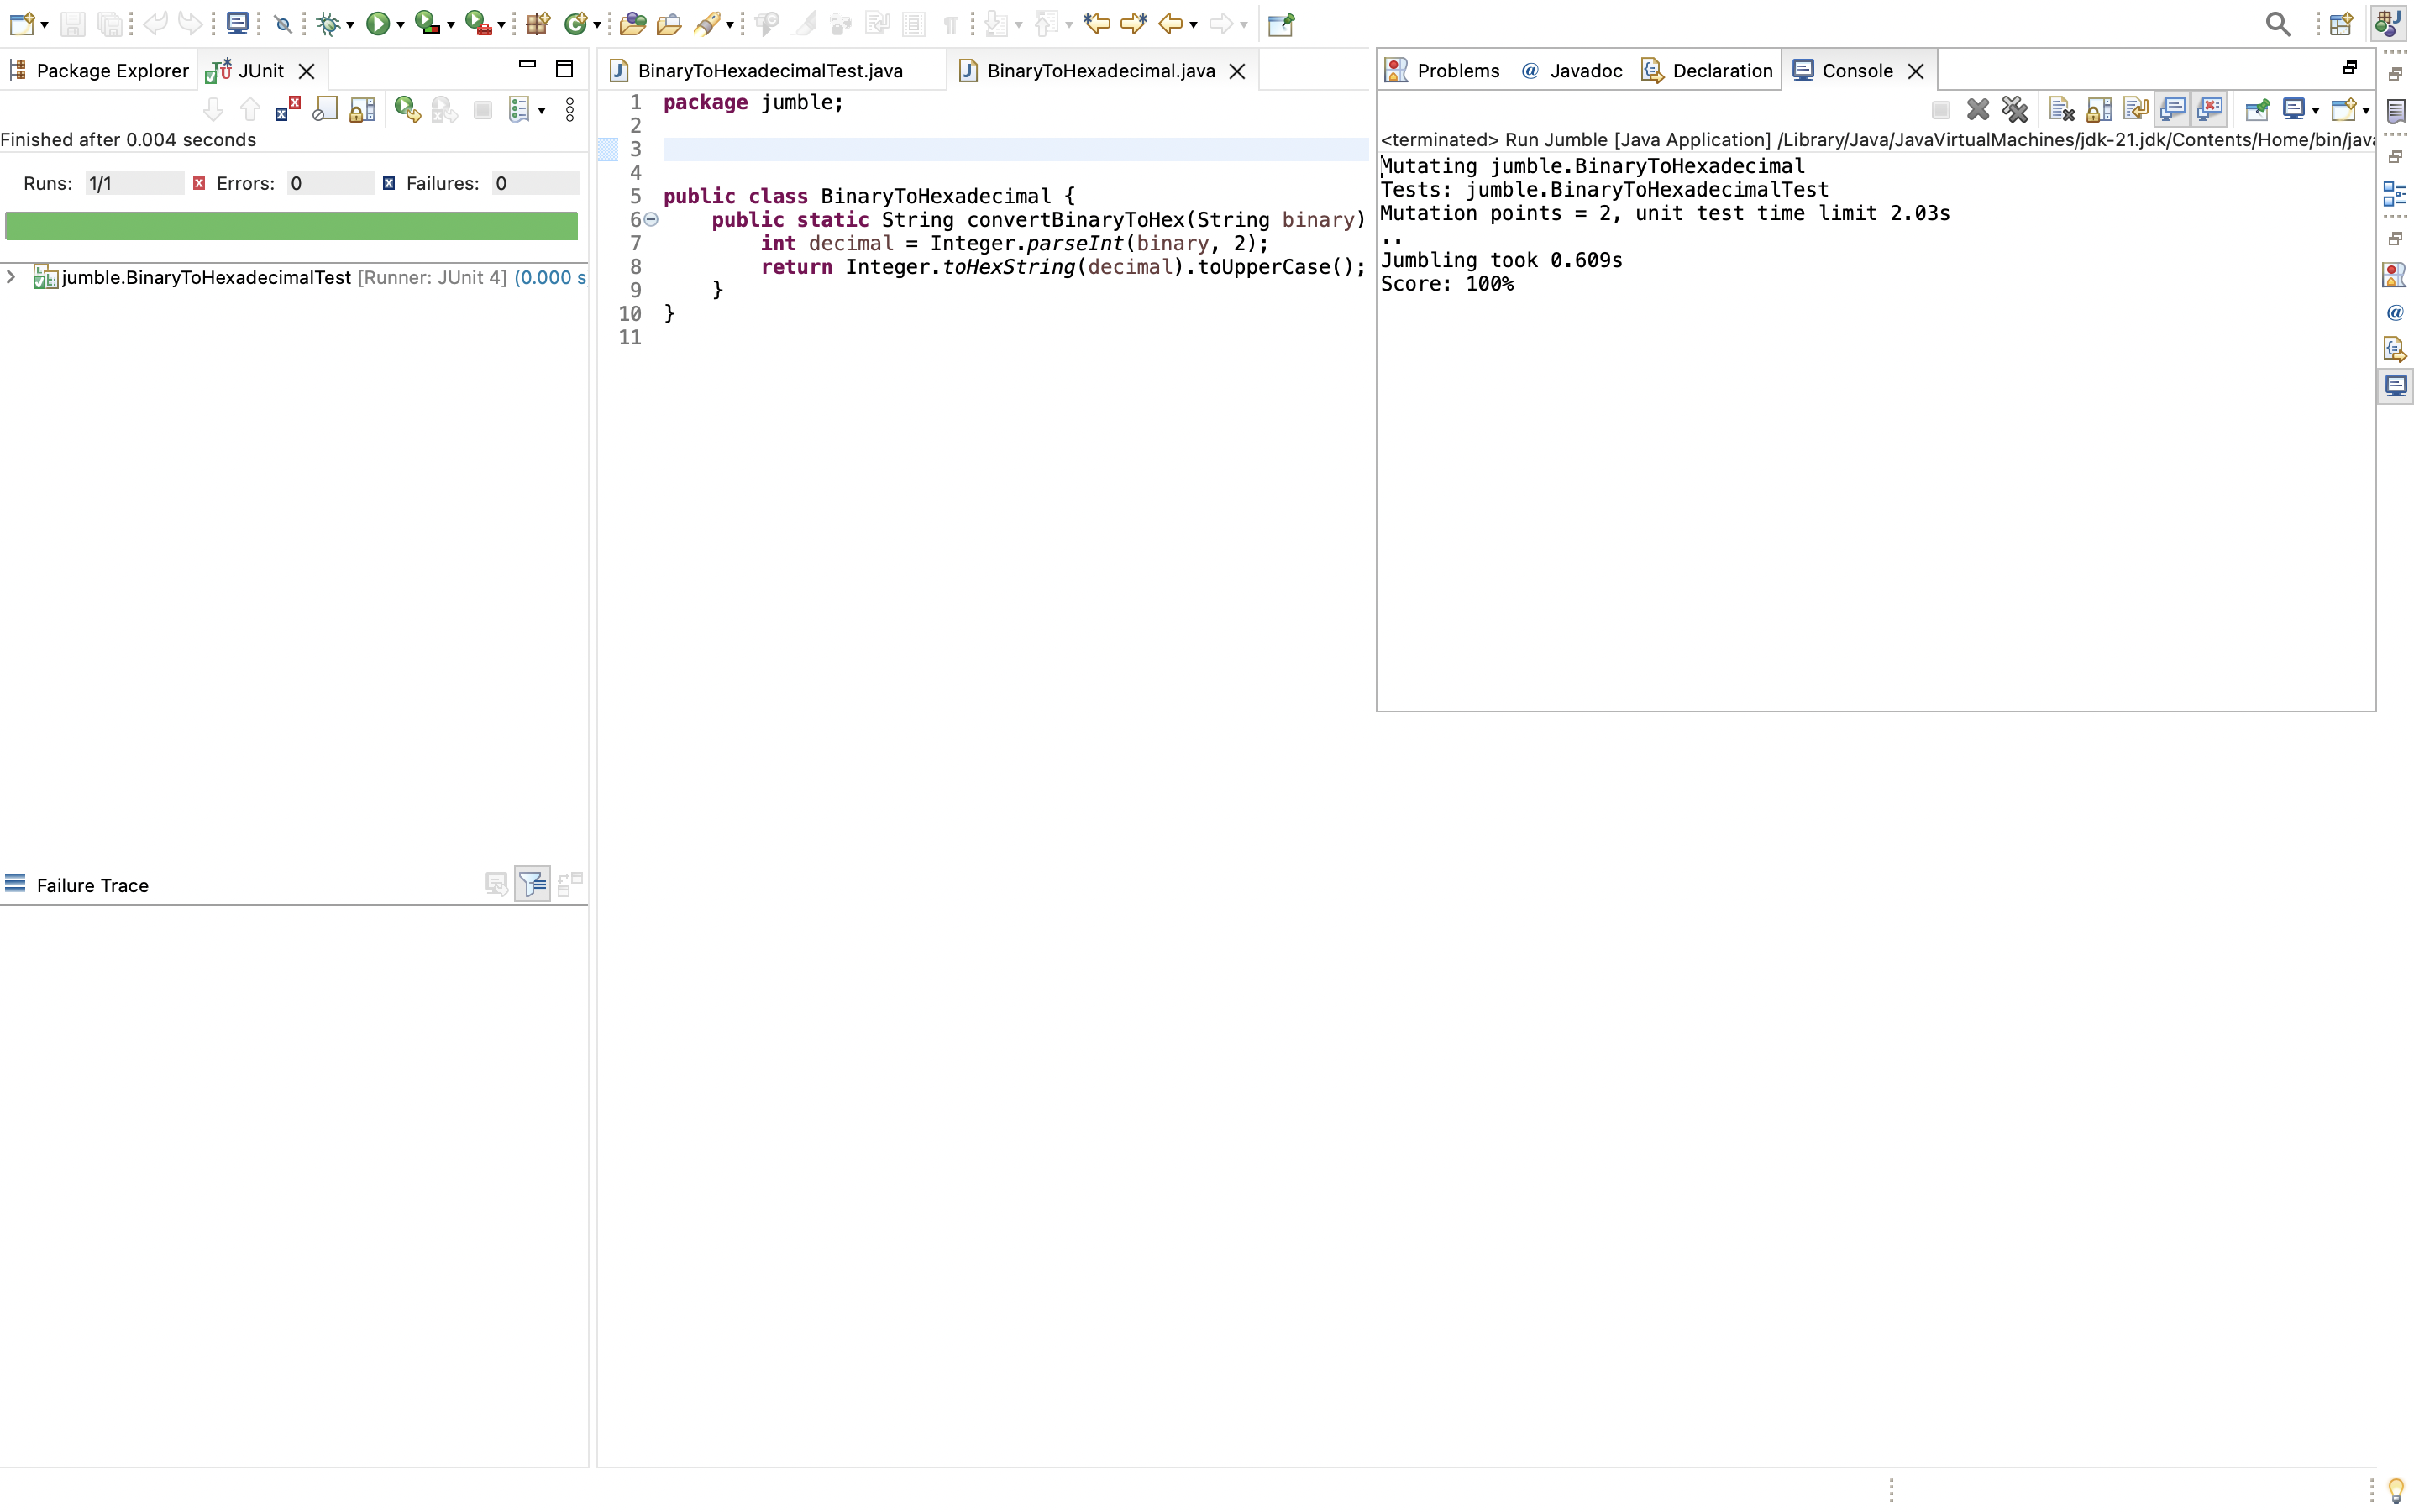 Package Explorer
JUnit
Finished after 0.004 seconds
Runs: 1/1
Errors: 0
Failures: 0
jumble.BinaryToHexadecimalTest [Runner: JUnit 4] (0.000 s
Failure Trace
BinaryToHexadecimalTest.java
BinaryToHexadecimal.java
1 package jumble;
2
3
4
5 public class BinaryToHexadecimal {
6 public static String convertBinaryToHex(String binary)
7 int decimal = Integer.parseInt(binary, 2);
8 return Integer.toHexString(decimal).toUpperCase();
9 }
10 }
11
Problems
Javadoc
Declaration
Console
<terminated> Run Jumble [Java Application] /Library/Java/JavaVirtualMachines/jdk-21.jdk/Contents/Home/bin/java
Mutating jumble.BinaryToHexadecimal
Tests: jumble.BinaryToHexadecimalTest
Mutation points = 2, unit test time limit 2.03s
..
Jumbling took 0.609s
Score: 100%